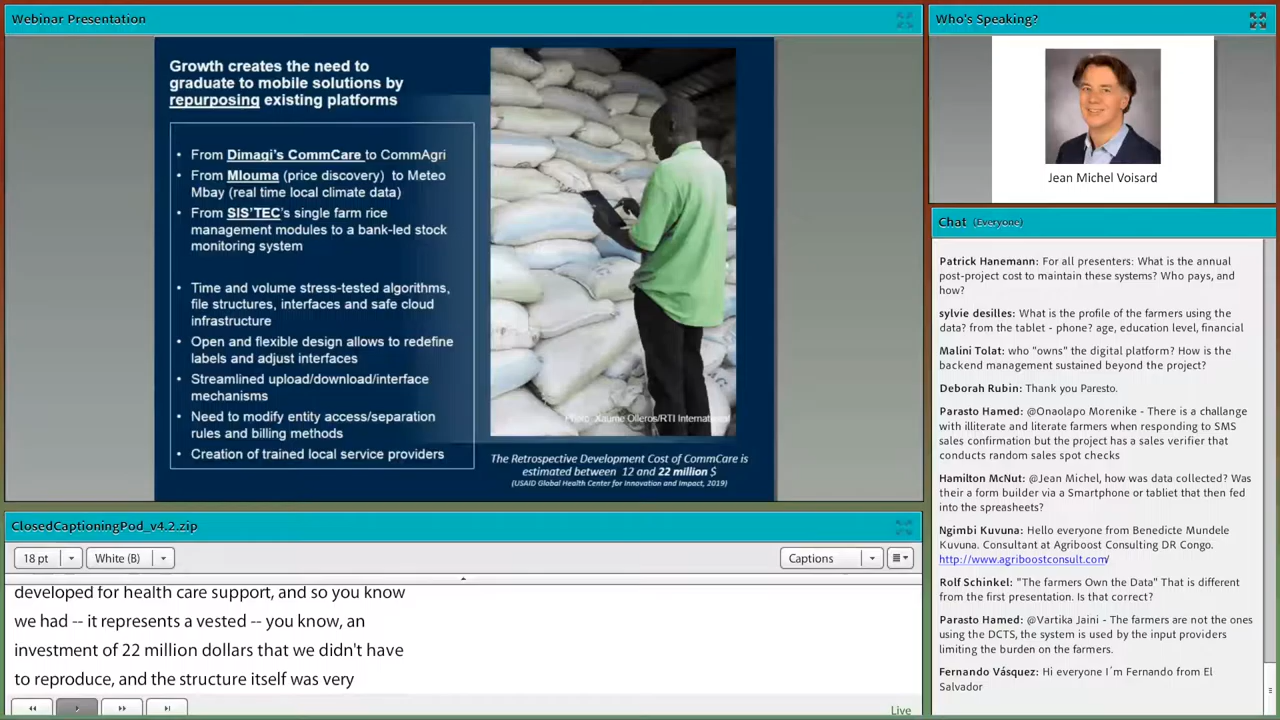 Webinar Presentation
Growth creates the need to
graduate to mobile solutions by
repurposing existing platforms
• From Dimagi's CommCare to CommAgri
• From Mlouma (price discovery) to Meteo
Mbay (real time local climate data)
• From SIS'TEC's single farm rice
management modules to a bank-led stock
monitoring system
• Time and volume stress-tested algorithms,
file structures, interfaces and safe cloud
infrastructure
• Open and flexible design allows to redefine
labels and adjust interfaces
• Streamlined upload/download/interface
mechanisms
• Need to modify entity access/separation
rules and billing methods
• Creation of trained local service providers
Photo: Xaume Olleros/RTI International
The Retrospective Development Cost of CommCare is
estimated between 12 and 22 million $
(USAID Global Health Center for Innovation and Impact, 2019)
ClosedCaptioningPod_v4.2.zip
18 pt
White (B)
Captions
developed for health care support, and so you know
we had -- it represents a vested -- you know, an
investment of 22 million dollars that we didn't have
to reproduce, and the structure itself was very
Live
Who's Speaking?
Jean Michel Voisard
Chat (Everyone)
Patrick Hanemann: For all presenters: What is the annual
post-project cost to maintain these systems? Who pays, and
how?
sylvie desilles: What is the profile of the farmers using the
data? from the tablet - phone? age, education level, financial
Malini Tolat: who "owns" the digital platform? How is the
backend management sustained beyond the project?
Deborah Rubin: Thank you Paresto.
Parasto Hamed: @Onaolapo Morenike - There is a challange
with illiterate and literate farmers when responding to SMS
sales confirmation but the project has a sales verifier that
conducts random sales spot checks
Hamilton McNut: @Jean Michel, how was data collected? Was
their a form builder via a Smartphone or tabliet that then fed
into the spreasheets?
Ngimbi Kuvuna: Hello everyone from Benedicte Mundele
Kuvuna. Consultant at Agriboost Consulting DR Congo.
http://www.agriboostconsult.com/
Rolf Schinkel: "The farmers Own the Data" That is different
from the first presentation. Is that correct?
Parasto Hamed: @Vartika Jaini - The farmers are not the ones
using the DCTS, the system is used by the input providers
limiting the burden on the farmers.
Fernando Vásquez: Hi everyone I´m Fernando from El
Salvador